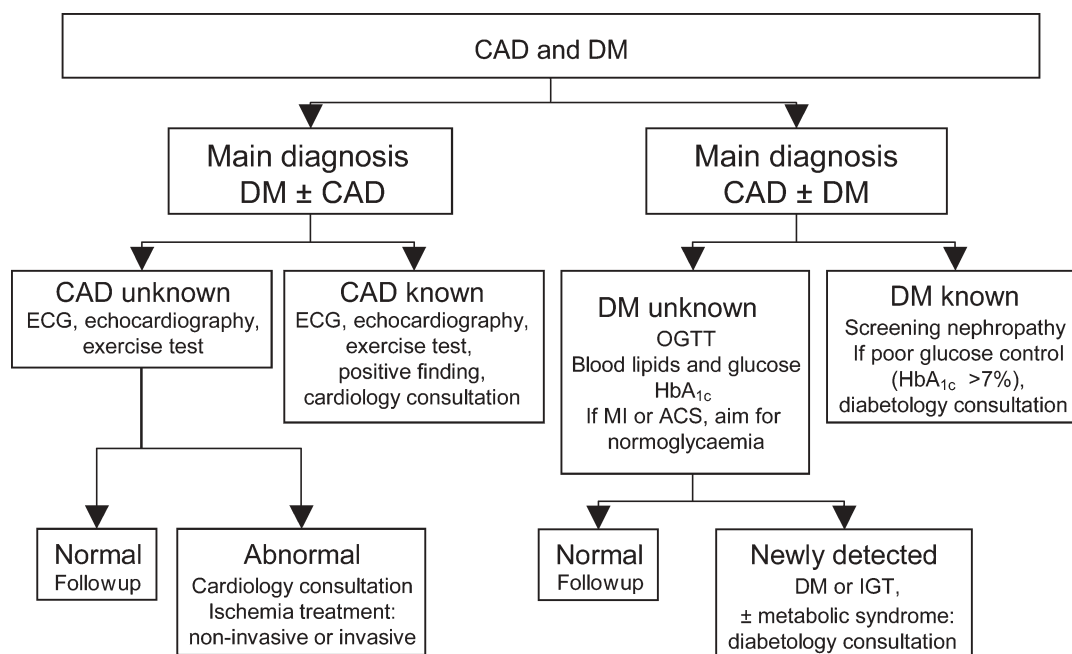 CAD and DM
Main diagnosis
DM ± CAD
Main diagnosis
CAD ± DM
CAD unknown
ECG, echocardiography,
exercise test
CAD known
ECG, echocardiography,
exercise test,
positive finding,
cardiology consultation
DM unknown
OGTT
Blood lipids and glucose
HbA1c
If MI or ACS, aim for
normoglycaemia
DM known
Screening nephropathy
If poor glucose control
(HbA1c >7%),
diabetology consultation
Normal
Followup
Abnormal
Cardiology consultation
Ischemia treatment:
non-invasive or invasive
Normal
Followup
Newly detected
DM or IGT,
± metabolic syndrome:
diabetology consultation